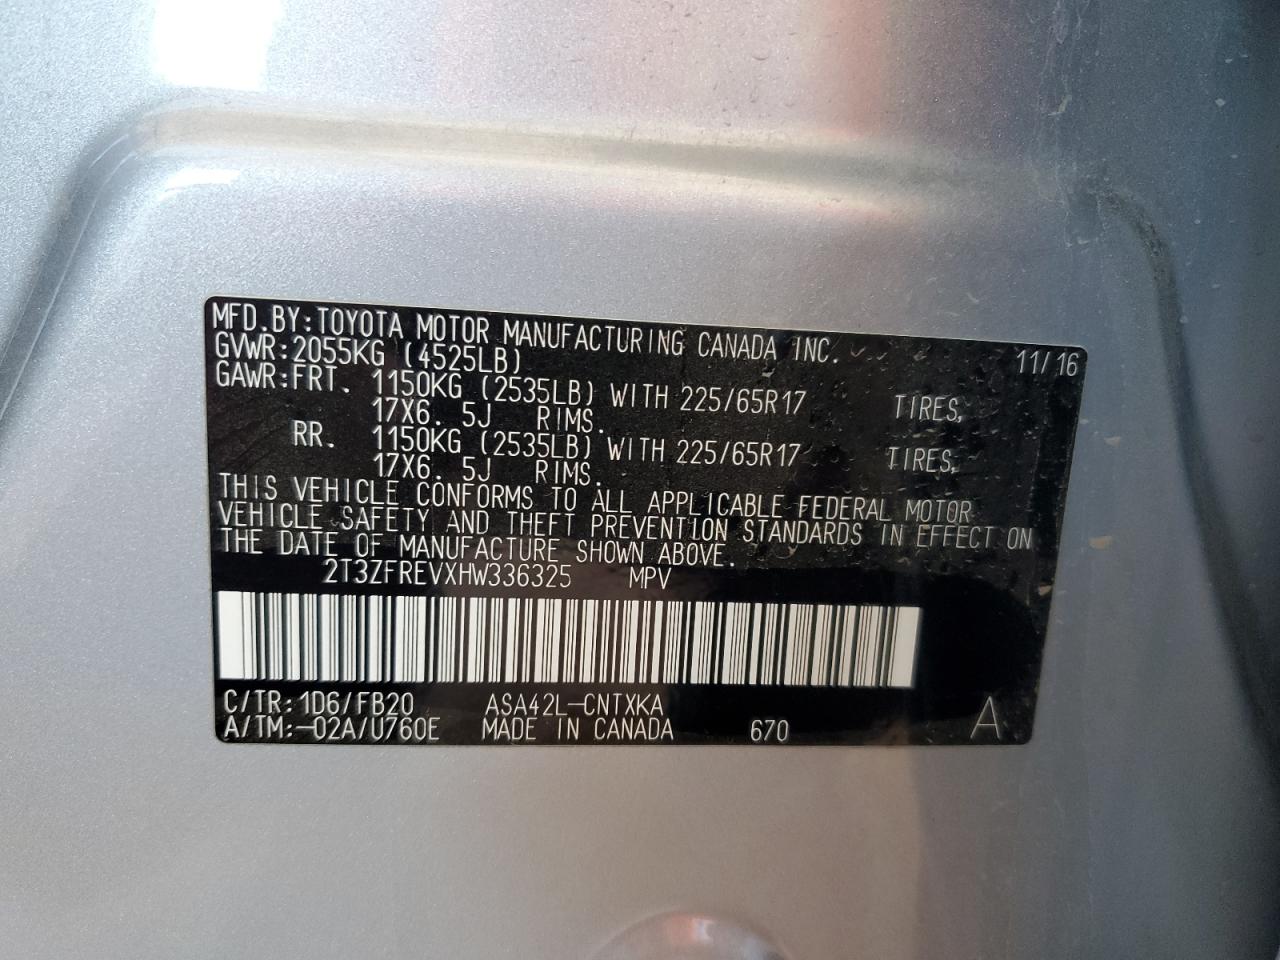 MFD.BY:TOYOTA MOTOR MANUFACTURING CANADA INC. 11/16
GVWR:2055KG (4525LB)
GAWR:FRT. 1150KG (2535LB) WITH 225/65R17 TIRES,
17X6. 5J RIMS.
RR. 1150KG (2535LB) WITH 225/65R17 TIRES,
17X6. 5J RIMS.
THIS VEHICLE CONFORMS TO ALL APPLICABLE FEDERAL MOTOR
VEHICLE SAFETY AND THEFT PREVENTION STANDARDS IN EFFECT ON
THE DATE OF MANUFACTURE SHOWN ABOVE.
2T3ZFREVXHW336325 MPV
C/TR:1D6/FB20 ASA42L-CNTXKA
A/TM:-02A/U760E MADE IN CANADA 670 A